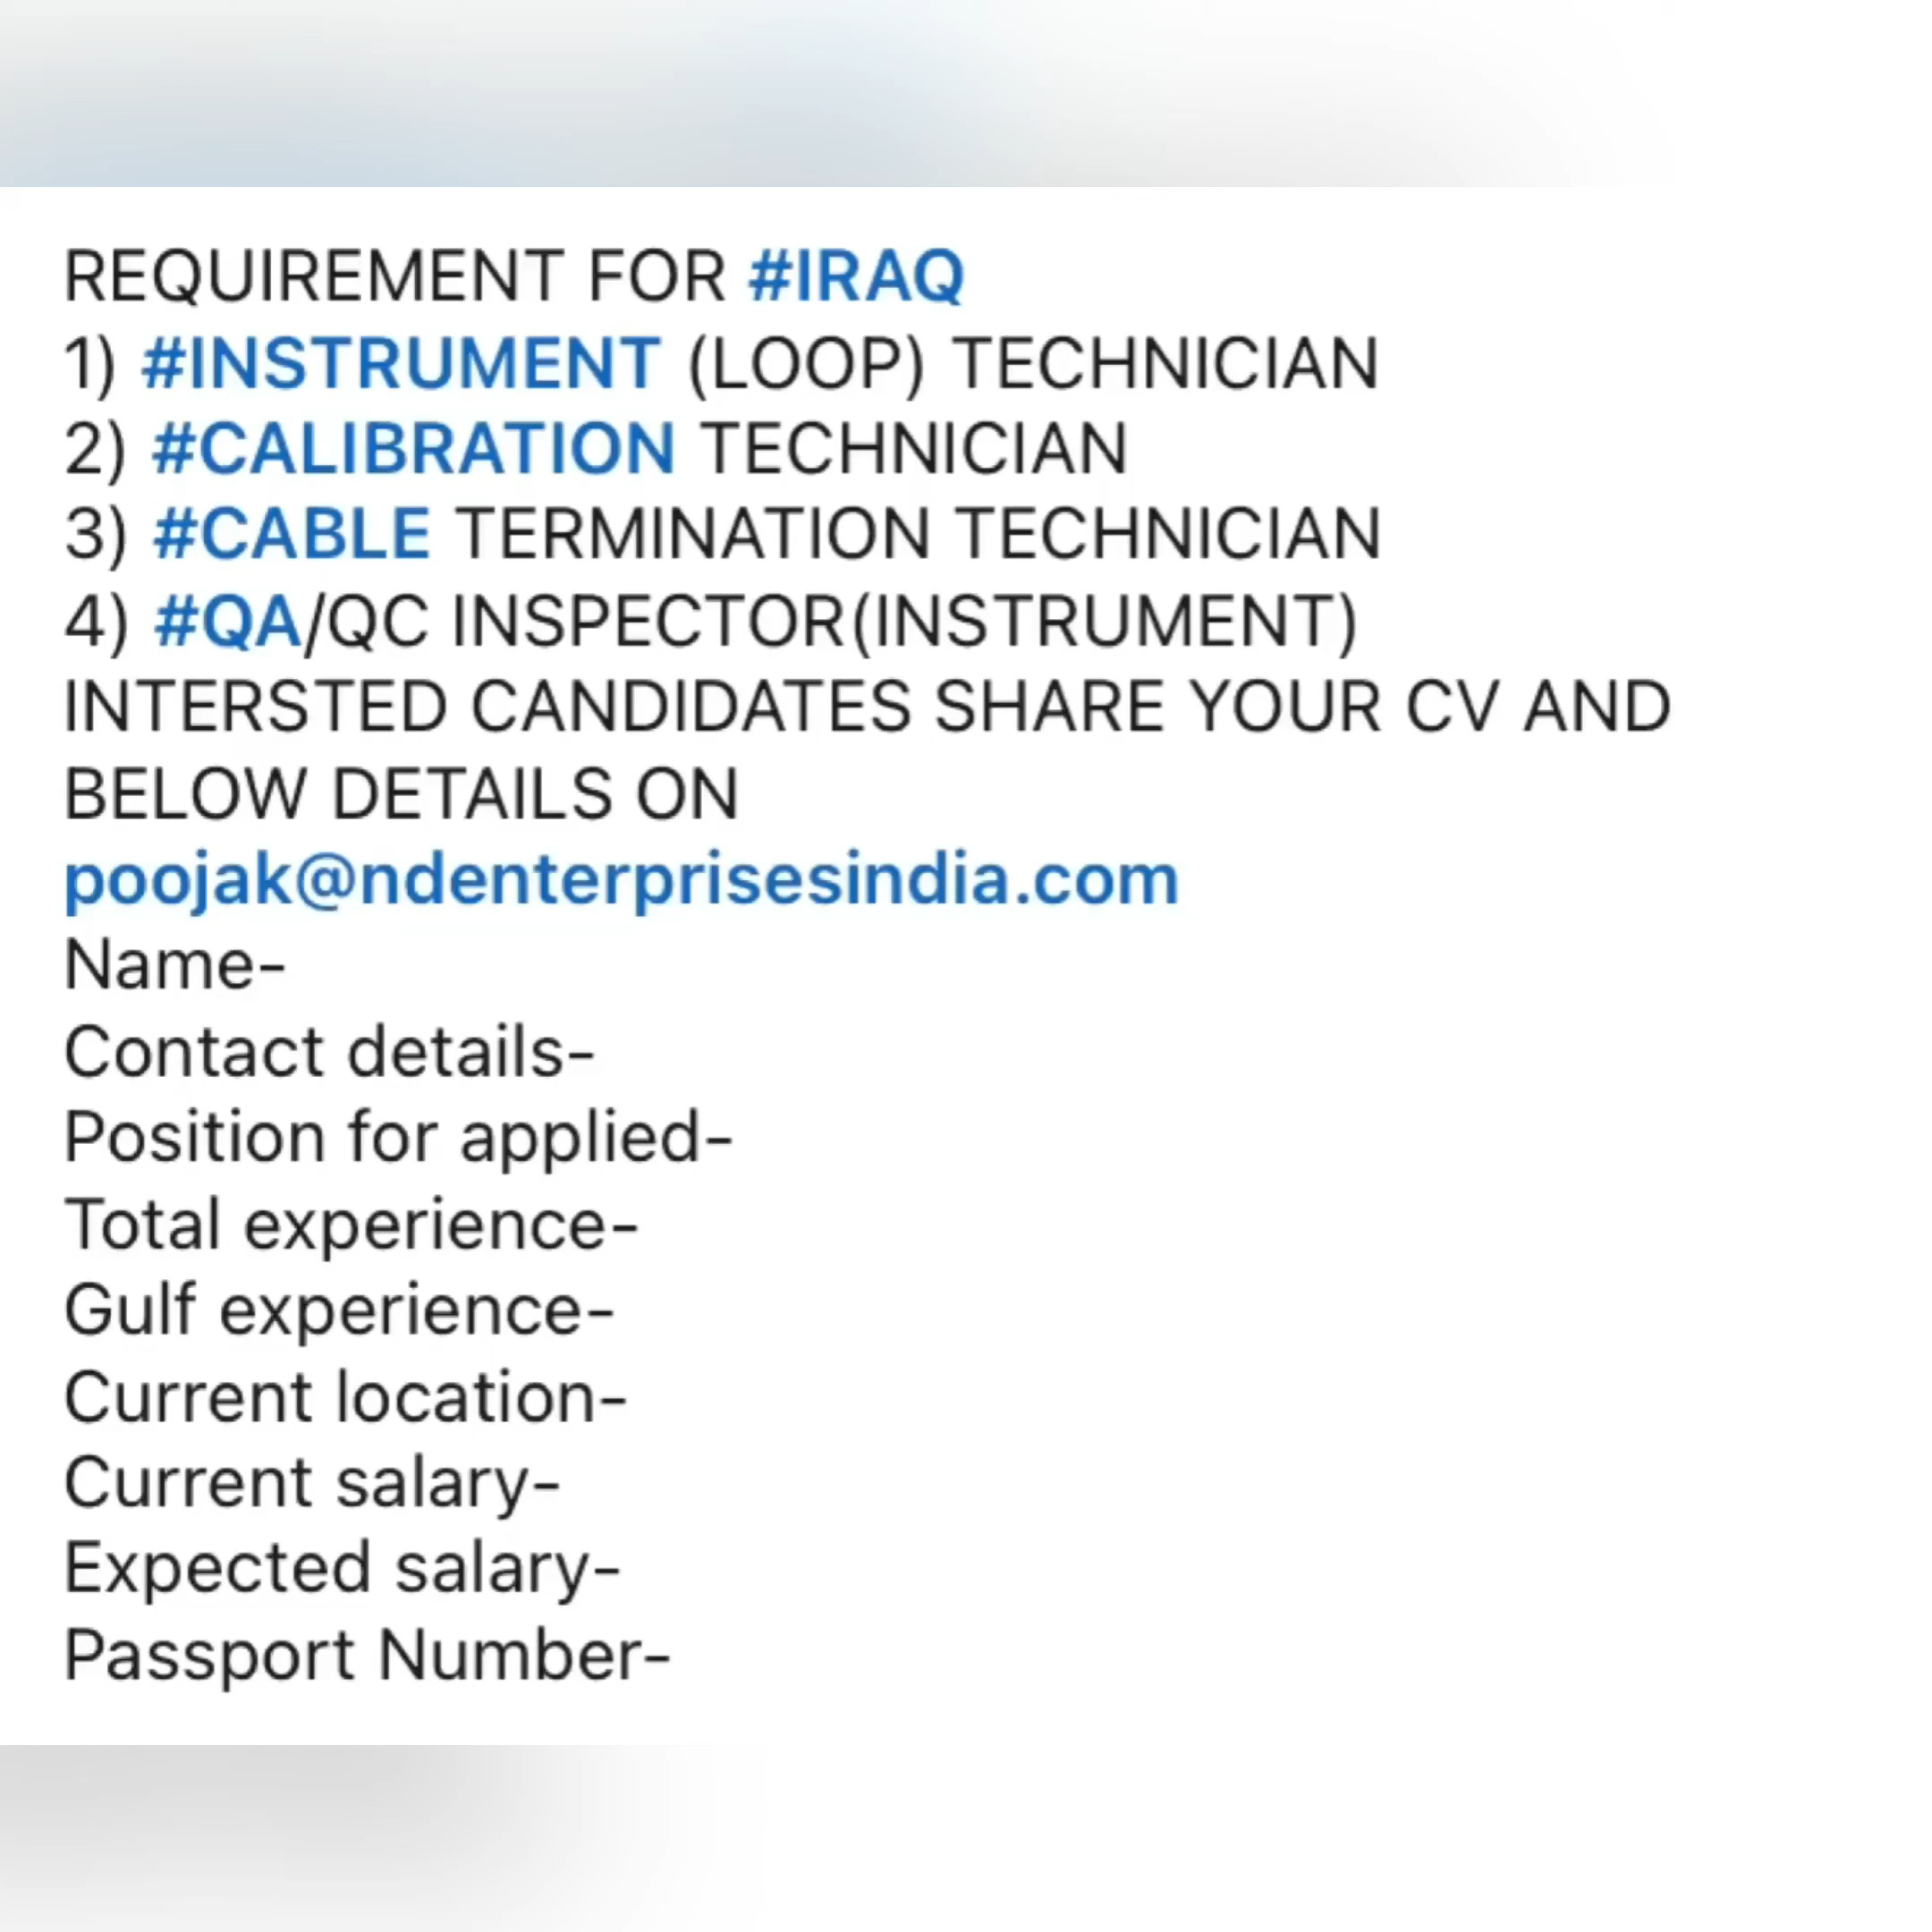 REQUIREMENT FOR #IRAQ
1) #INSTRUMENT (LOOP) TECHNICIAN
2) #CALIBRATION TECHNICIAN
3) #CABLE TERMINATION TECHNICIAN
4) #QA/QC INSPECTOR(INSTRUMENT)
INTERSTED CANDIDATES SHARE YOUR CV AND
BELOW DETAILS ON
poojak@ndenterprisesindia.com
Name-
Contact details-
Position for applied-
Total experience-
Gulf experience-
Current location-
Current salary-
Expected salary-
Passport Number-